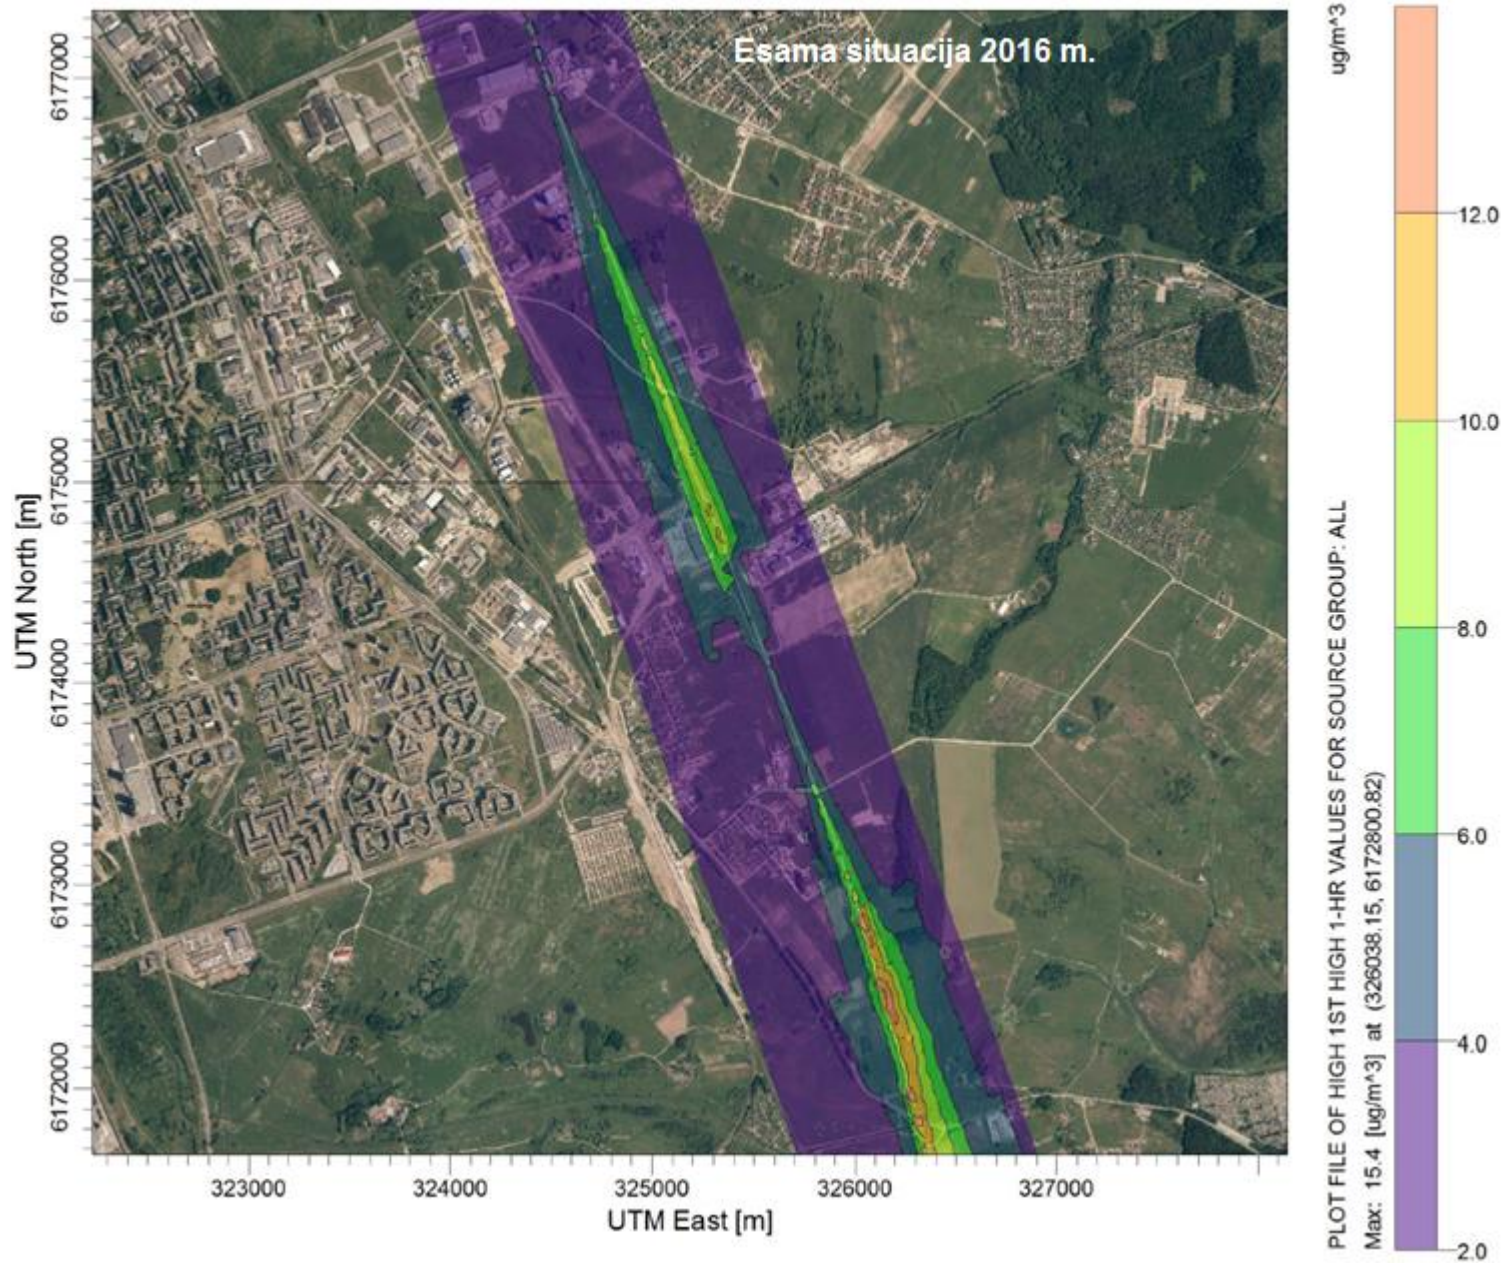 Esama situacija 2016 m.
UTM North [m]
6177000
6176000
6175000
6174000
6173000
6172000
323000
324000
325000
326000
327000
UTM East [m]
PLOT FILE OF HIGH 1ST HIGH 1-HR VALUES FOR SOURCE GROUP: ALL
Max: 15.4 [ug/m^3] at (326038.15, 6172800.82)
ug/m^3
12.0
10.0
8.0
6.0
4.0
2.0